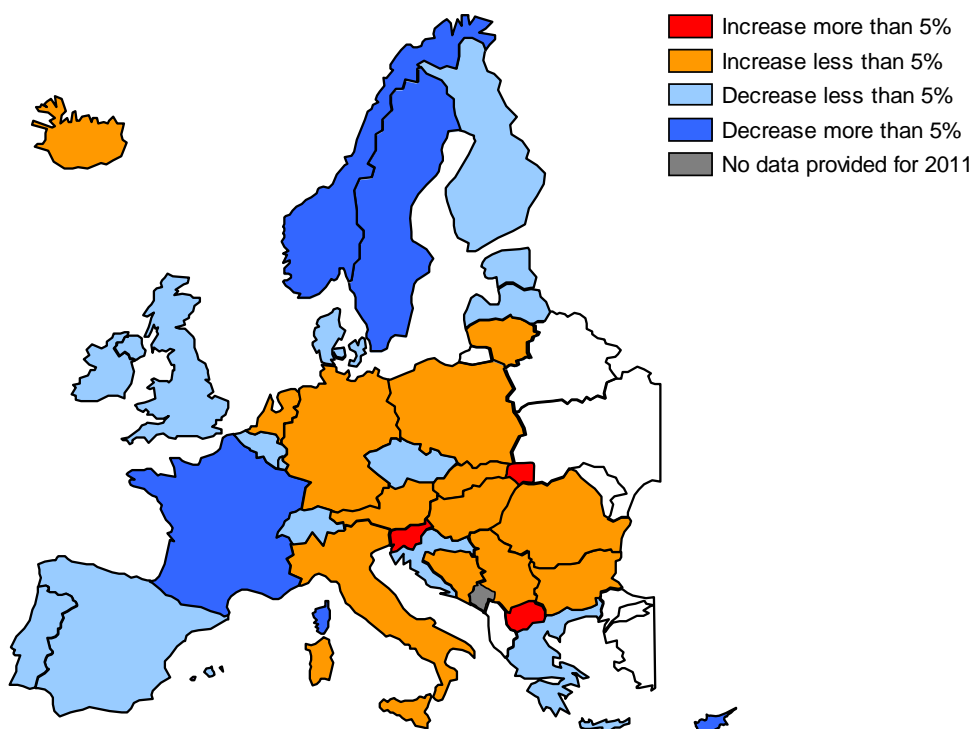 Increase more than 5%
Increase less than 5%
Decrease less than 5%
Decrease more than 5%
No data provided for 2011